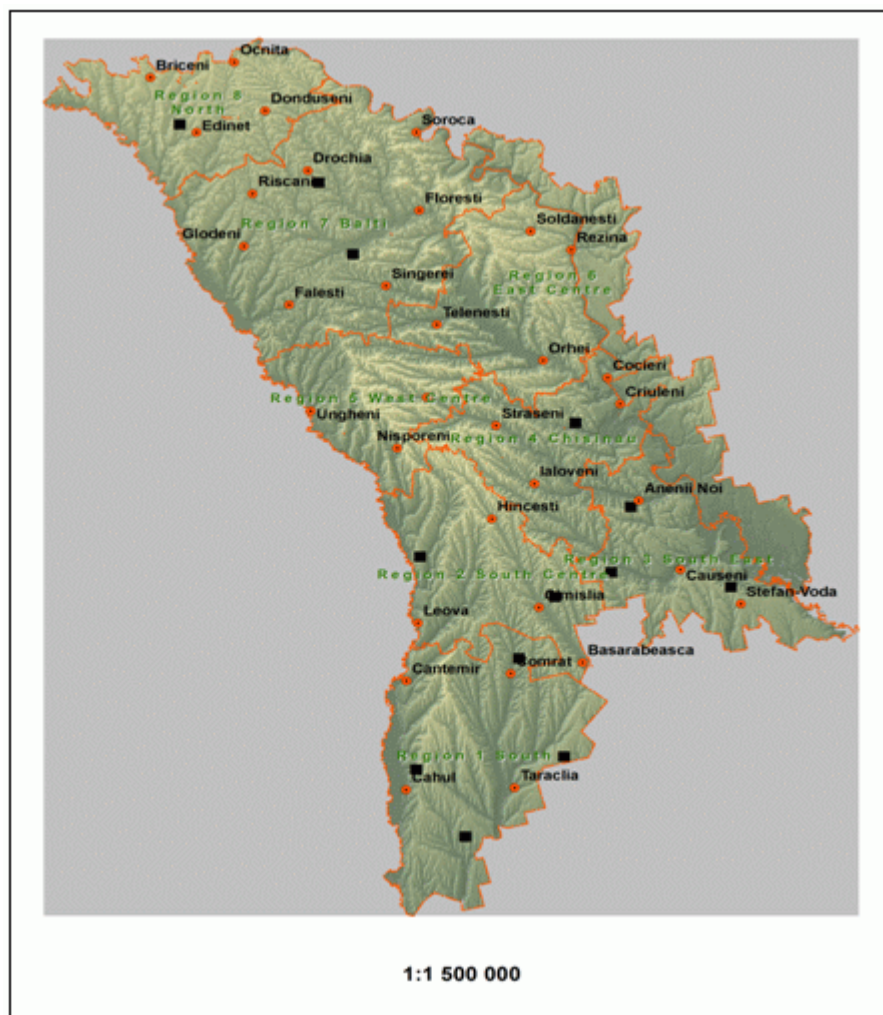 Ocnita
Briceni
Region 8
North
Donduseni
Edinet
Soroca
Drochia
Floresti
Region 7 Balti
Soldanesti
Rezina
Glodeni
Region 6
East Centre
Singerei
Falesti
Telenesti
Orhei
Cocieri
Criuleni
Region 5 West Centre
Ungheni
Straseni
Region 4 Chisinau
Nisporeni
Ialoveni
Anenii Noi
Hincesti
Region 3 South East
Region 2 South Centre
Causeni
Stefan-Voda
Leova
Basarabeasca
Cantemir
Region 1 South
Cahul
Taraclia
1:1 500 000